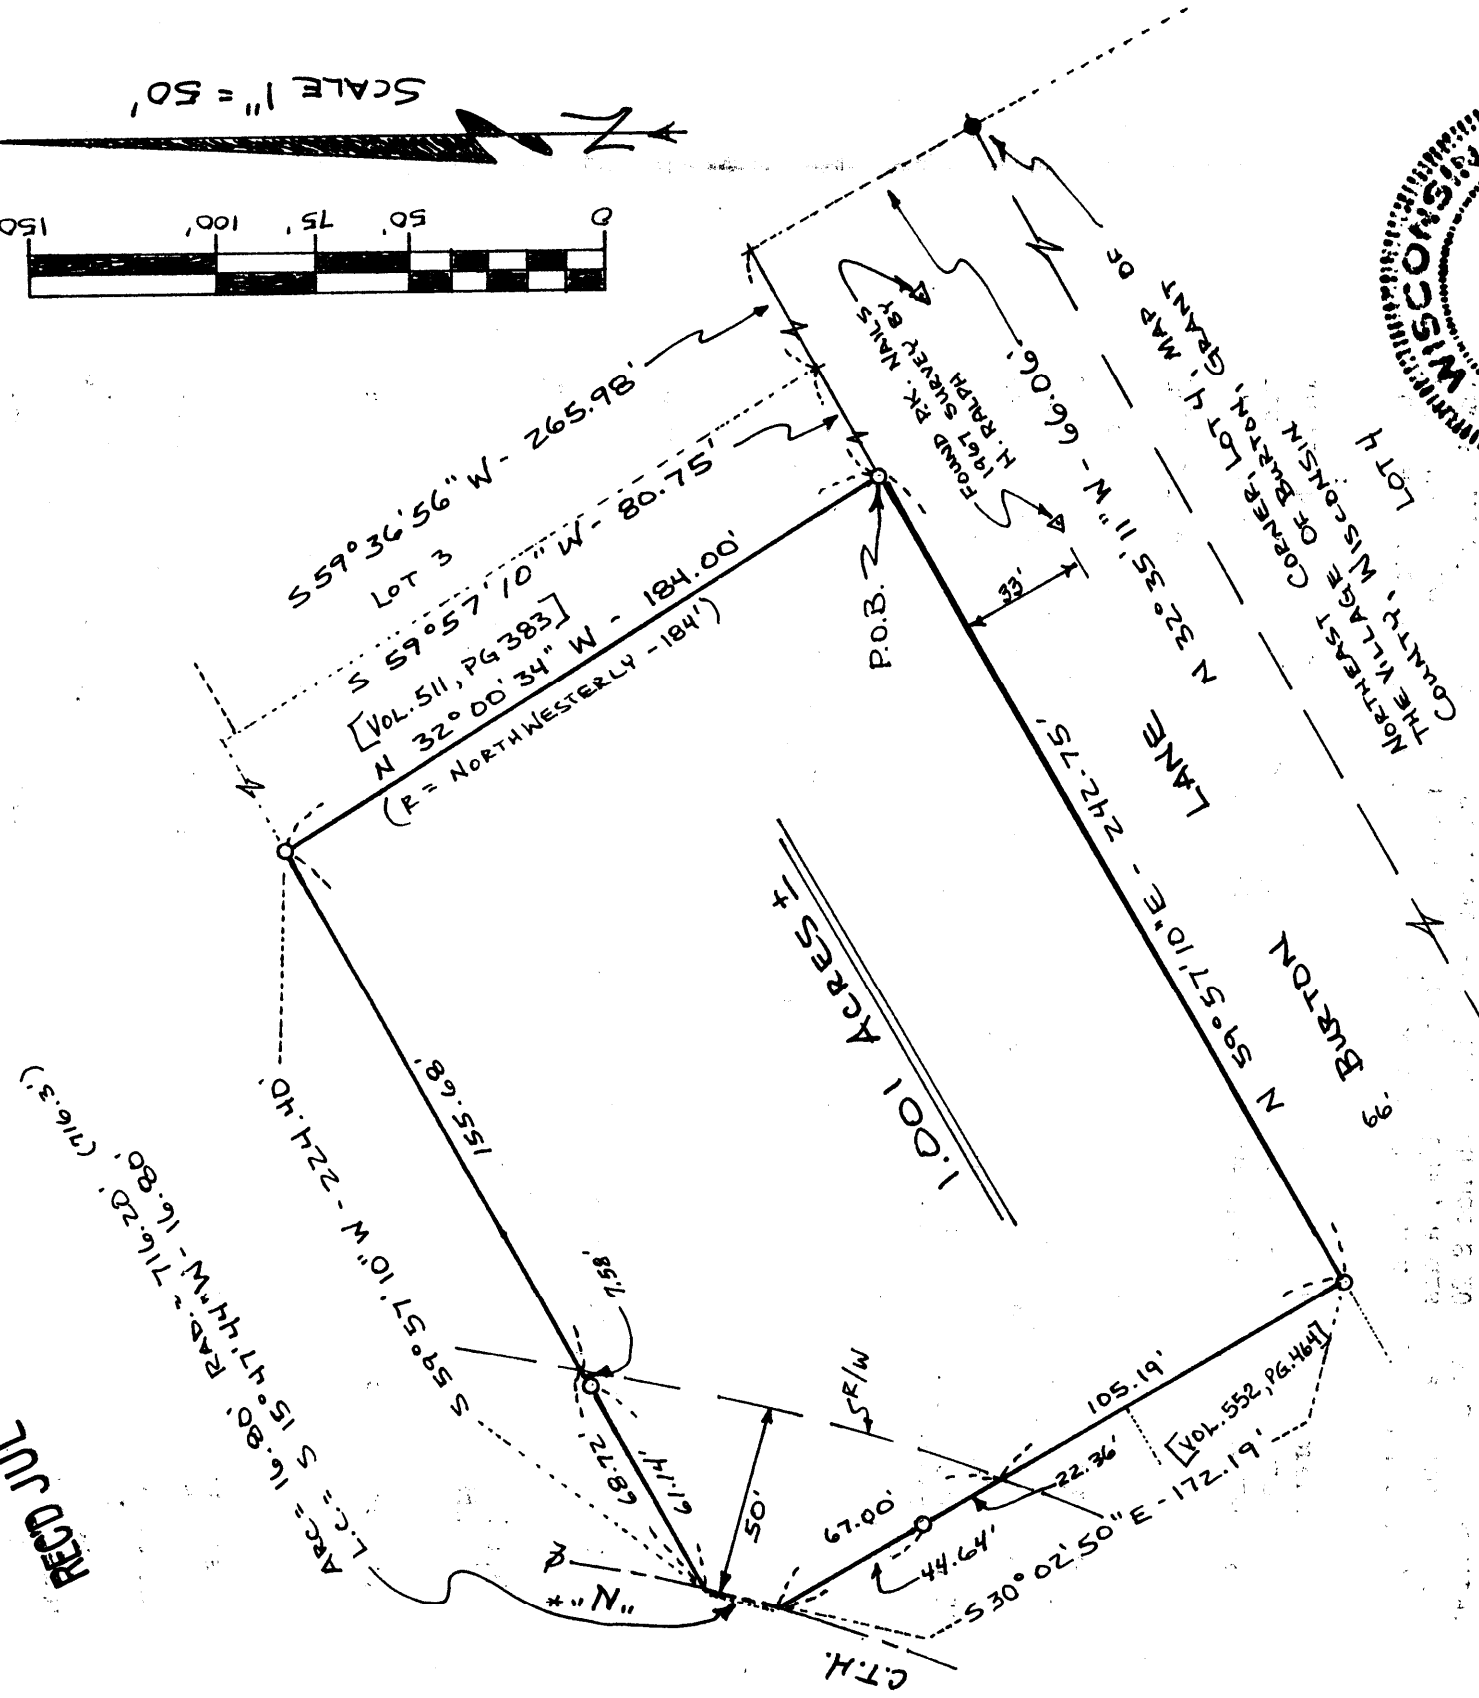 SCALE 1" = 50'
N
0 50' 75' 100' 150
S 59° 36' 56" W - 265.98'
LOT 3
S 59° 57' 10" W - 80.75'
[VOL. 511, PG 383]
N 32° 00' 34" W - 184.00'
(R = NORTHWESTERLY - 184')
P.O.B.
FOUND P.K. NAILS
1967 SURVEY BY
H. RALPH
33'
N 32° 35' 11" W - 66.06'
NORTHEAST CORNER, LOT 4, MAP OF
THE VILLAGE OF BURTON, GRANT
COUNTY, WISCONSIN
LOT 4
WISCONSIN
N 59° 57' 10" E - 242.75'
66' BURTON LANE
1.001 ACRES ±
155.68'
7.58'
S 59° 57' 10" W - 224.40'
68.72'
61.14'
50'
R/W
105.19'
[VOL. 552, PG. 464]
22.36'
67.00'
44.64'
S 30° 02' 50" E - 172.19'
ARC = 16.80' RAD. = 716.20' (716.3')
L.C. = S 15° 47' 44" W - 16.80'
C.T.H. "N" *
REC'D JUL